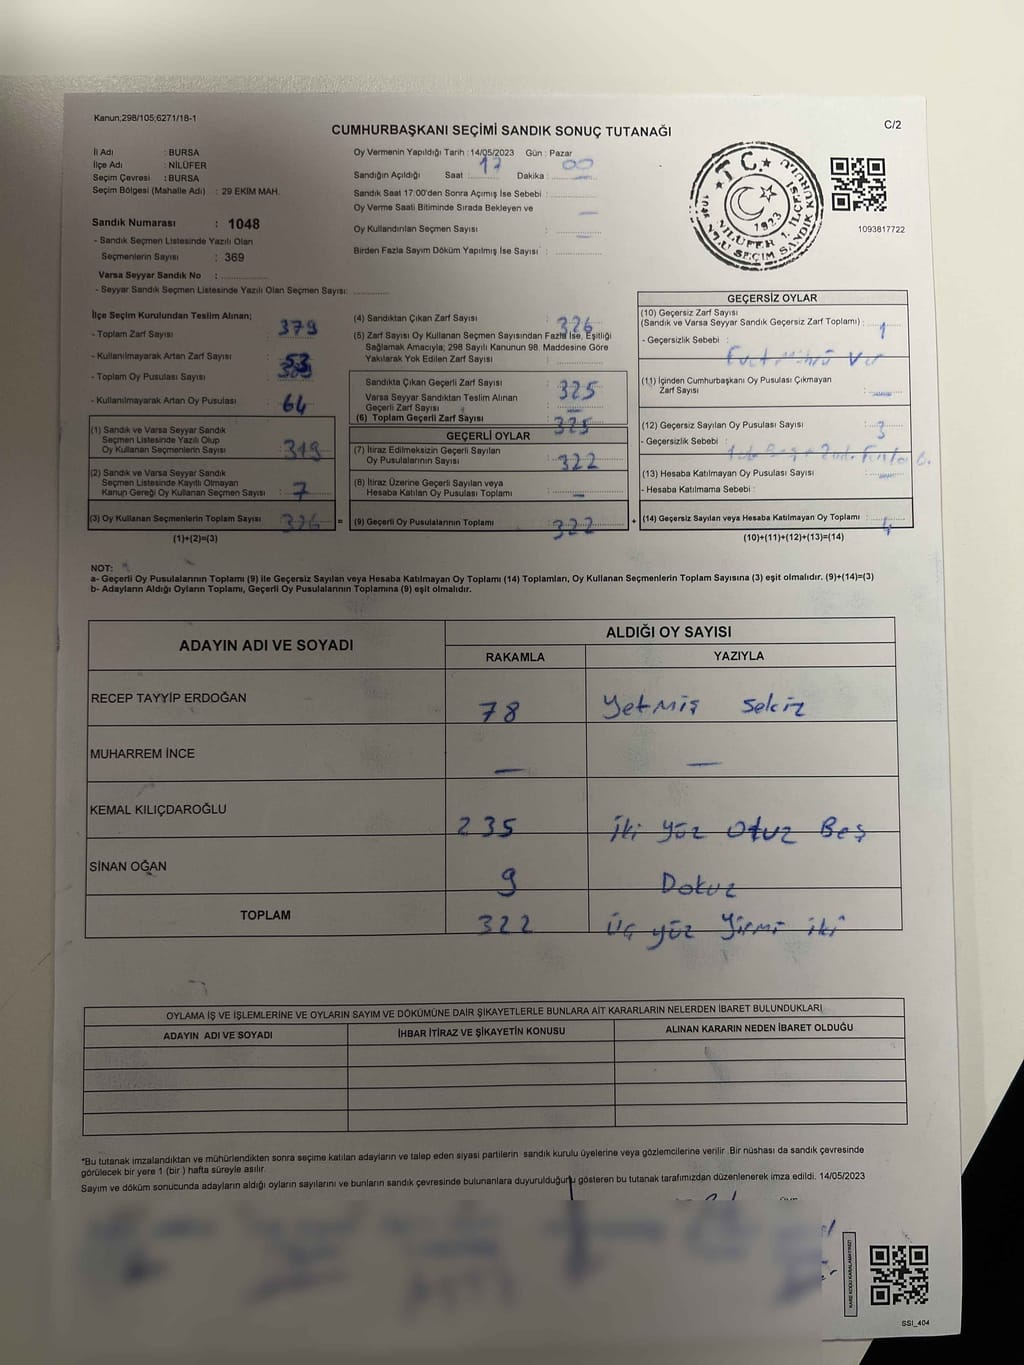 Kanun;298/105;6271/18-1
C/2
CUMHURBAŞKANI SEÇİMİ SANDIK SONUÇ TUTANAĞI
İl Adı : BURSA
İlçe Adı : NİLÜFER
Seçim Çevresi : BURSA
Seçim Bölgesi (Mahalle Adı) : 29 EKİM MAH.
Sandık Numarası : 1048
- Sandık Seçmen Listesinde Yazılı Olan
Seçmenlerin Sayısı : 369
Varsa Seyyar Sandık No :
- Seyyar Sandık Seçmen Listesinde Yazılı Olan Seçmen Sayısı:
Oy Vermenin Yapıldığı Tarih : 14/05/2023 Gün : Pazar
Sandığın Açıldığı Saat : 17 Dakika : 00
Sandık Saat 17:00'den Sonra Açımış İse Sebebi :
Oy Verme Saati Bitiminde Sırada Bekleyen ve
Oy Kullandırılan Seçmen Sayısı : —
Birden Fazla Sayım Döküm Yapılmış İse Sayısı : —
T.C.
1923
NİLÜFER 1. İLÇESİ
1093817722
İlçe Seçim Kurulundan Teslim Alınan;
- Toplam Zarf Sayısı : 379
- Kullanılmayarak Artan Zarf Sayısı : 53
- Toplam Oy Pusulası Sayısı :
- Kullanılmayarak Artan Oy Pusulası : 64
(1) Sandık ve Varsa Seyyar Sandık
Seçmen Listesinde Yazılı Olup
Oy Kullanan Seçmenlerin Sayısı : 319
(2) Sandık ve Varsa Seyyar Sandık
Seçmen Listesinde Kayıtlı Olmayan
Kanun Gereği Oy Kullanan Seçmen Sayısı : 7
(3) Oy Kullanan Seçmenlerin Toplam Sayısı : 326
(1)+(2)=(3)
(4) Sandıktan Çıkan Zarf Sayısı : 326
(5) Zarf Sayısı Oy Kullanan Seçmen Sayısından Fazla İse, Eşitliği
Sağlamak Amacıyla; 298 Sayılı Kanunun 98. Maddesine Göre
Yakılarak Yok Edilen Zarf Sayısı :
Sandıkta Çıkan Geçerli Zarf Sayısı : 325
Varsa Seyyar Sandıktan Teslim Alınan
Geçerli Zarf Sayısı : —
(6) Toplam Geçerli Zarf Sayısı : 325
GEÇERLİ OYLAR
(7) İtiraz Edilmeksizin Geçerli Sayılan
Oy Pusulalarının Sayısı : 322
(8) İtiraz Üzerine Geçerli Sayılan veya
Hesaba Katılan Oy Pusulası Toplamı : —
= (9) Geçerli Oy Pusulalarının Toplamı : 322
GEÇERSİZ OYLAR
(10) Geçersiz Zarf Sayısı
(Sandık ve Varsa Seyyar Sandık Geçersiz Zarf Toplamı) : 1
- Geçersizlik Sebebi :
(11) İçinden Cumhurbaşkanı Oy Pusulası Çıkmayan
Zarf Sayısı : —
(12) Geçersiz Sayılan Oy Pusulası Sayısı : 3
- Geçersizlik Sebebi :
(13) Hesaba Katılmayan Oy Pusulası Sayısı : —
- Hesaba Katılmama Sebebi :
+ (14) Geçersiz Sayılan veya Hesaba Katılmayan Oy Toplamı : 4
(10)+(11)+(12)+(13)=(14)
NOT:
a- Geçerli Oy Pusulalarının Toplamı (9) ile Geçersiz Sayılan veya Hesaba Katılmayan Oy Toplamı (14) Toplamları, Oy Kullanan Seçmenlerin Toplam Sayısına (3) eşit olmalıdır. (9)+(14)=(3)
b- Adayların Aldığı Oyların Toplamı, Geçerli Oy Pusulalarının Toplamına (9) eşit olmalıdır.
ADAYIN ADI VE SOYADI
ALDIĞI OY SAYISI
RAKAMLA YAZIYLA
RECEP TAYYİP ERDOĞAN 78 Yetmiş Sekiz
MUHARREM İNCE — —
KEMAL KILIÇDAROĞLU 235 İki yüz Otuz Beş
SİNAN OĞAN 9 Dokuz
TOPLAM 322 Üç yüz Yirmi iki
OYLAMA İŞ VE İŞLEMLERİNE VE OYLARIN SAYIM VE DÖKÜMÜNE DAİR ŞİKAYETLERLE BUNLARA AİT KARARLARIN NELERDEN İBARET BULUNDUKLARI
ADAYIN ADI VE SOYADI İHBAR İTİRAZ VE ŞİKAYETİN KONUSU ALINAN KARARIN NEDEN İBARET OLDUĞU
*Bu tutanak imzalandıktan ve mühürlendikten sonra seçime katılan adayların ve talep eden siyasi partilerin sandık kurulu üyelerine veya gözlemcilerine verilir .Bir nüshası da sandık çevresinde
görülecek bir yere 1 (bir ) hafta süreyle asılır.
Sayım ve döküm sonucunda adayların aldığı oyların sayılarını ve bunların sandık çevresinde bulunanlara duyurulduğunu gösteren bu tutanak tarafımızdan düzenlenerek imza edildi. 14/05/2023
KARE KODU KARALAMAYINIZ!
SSI_404